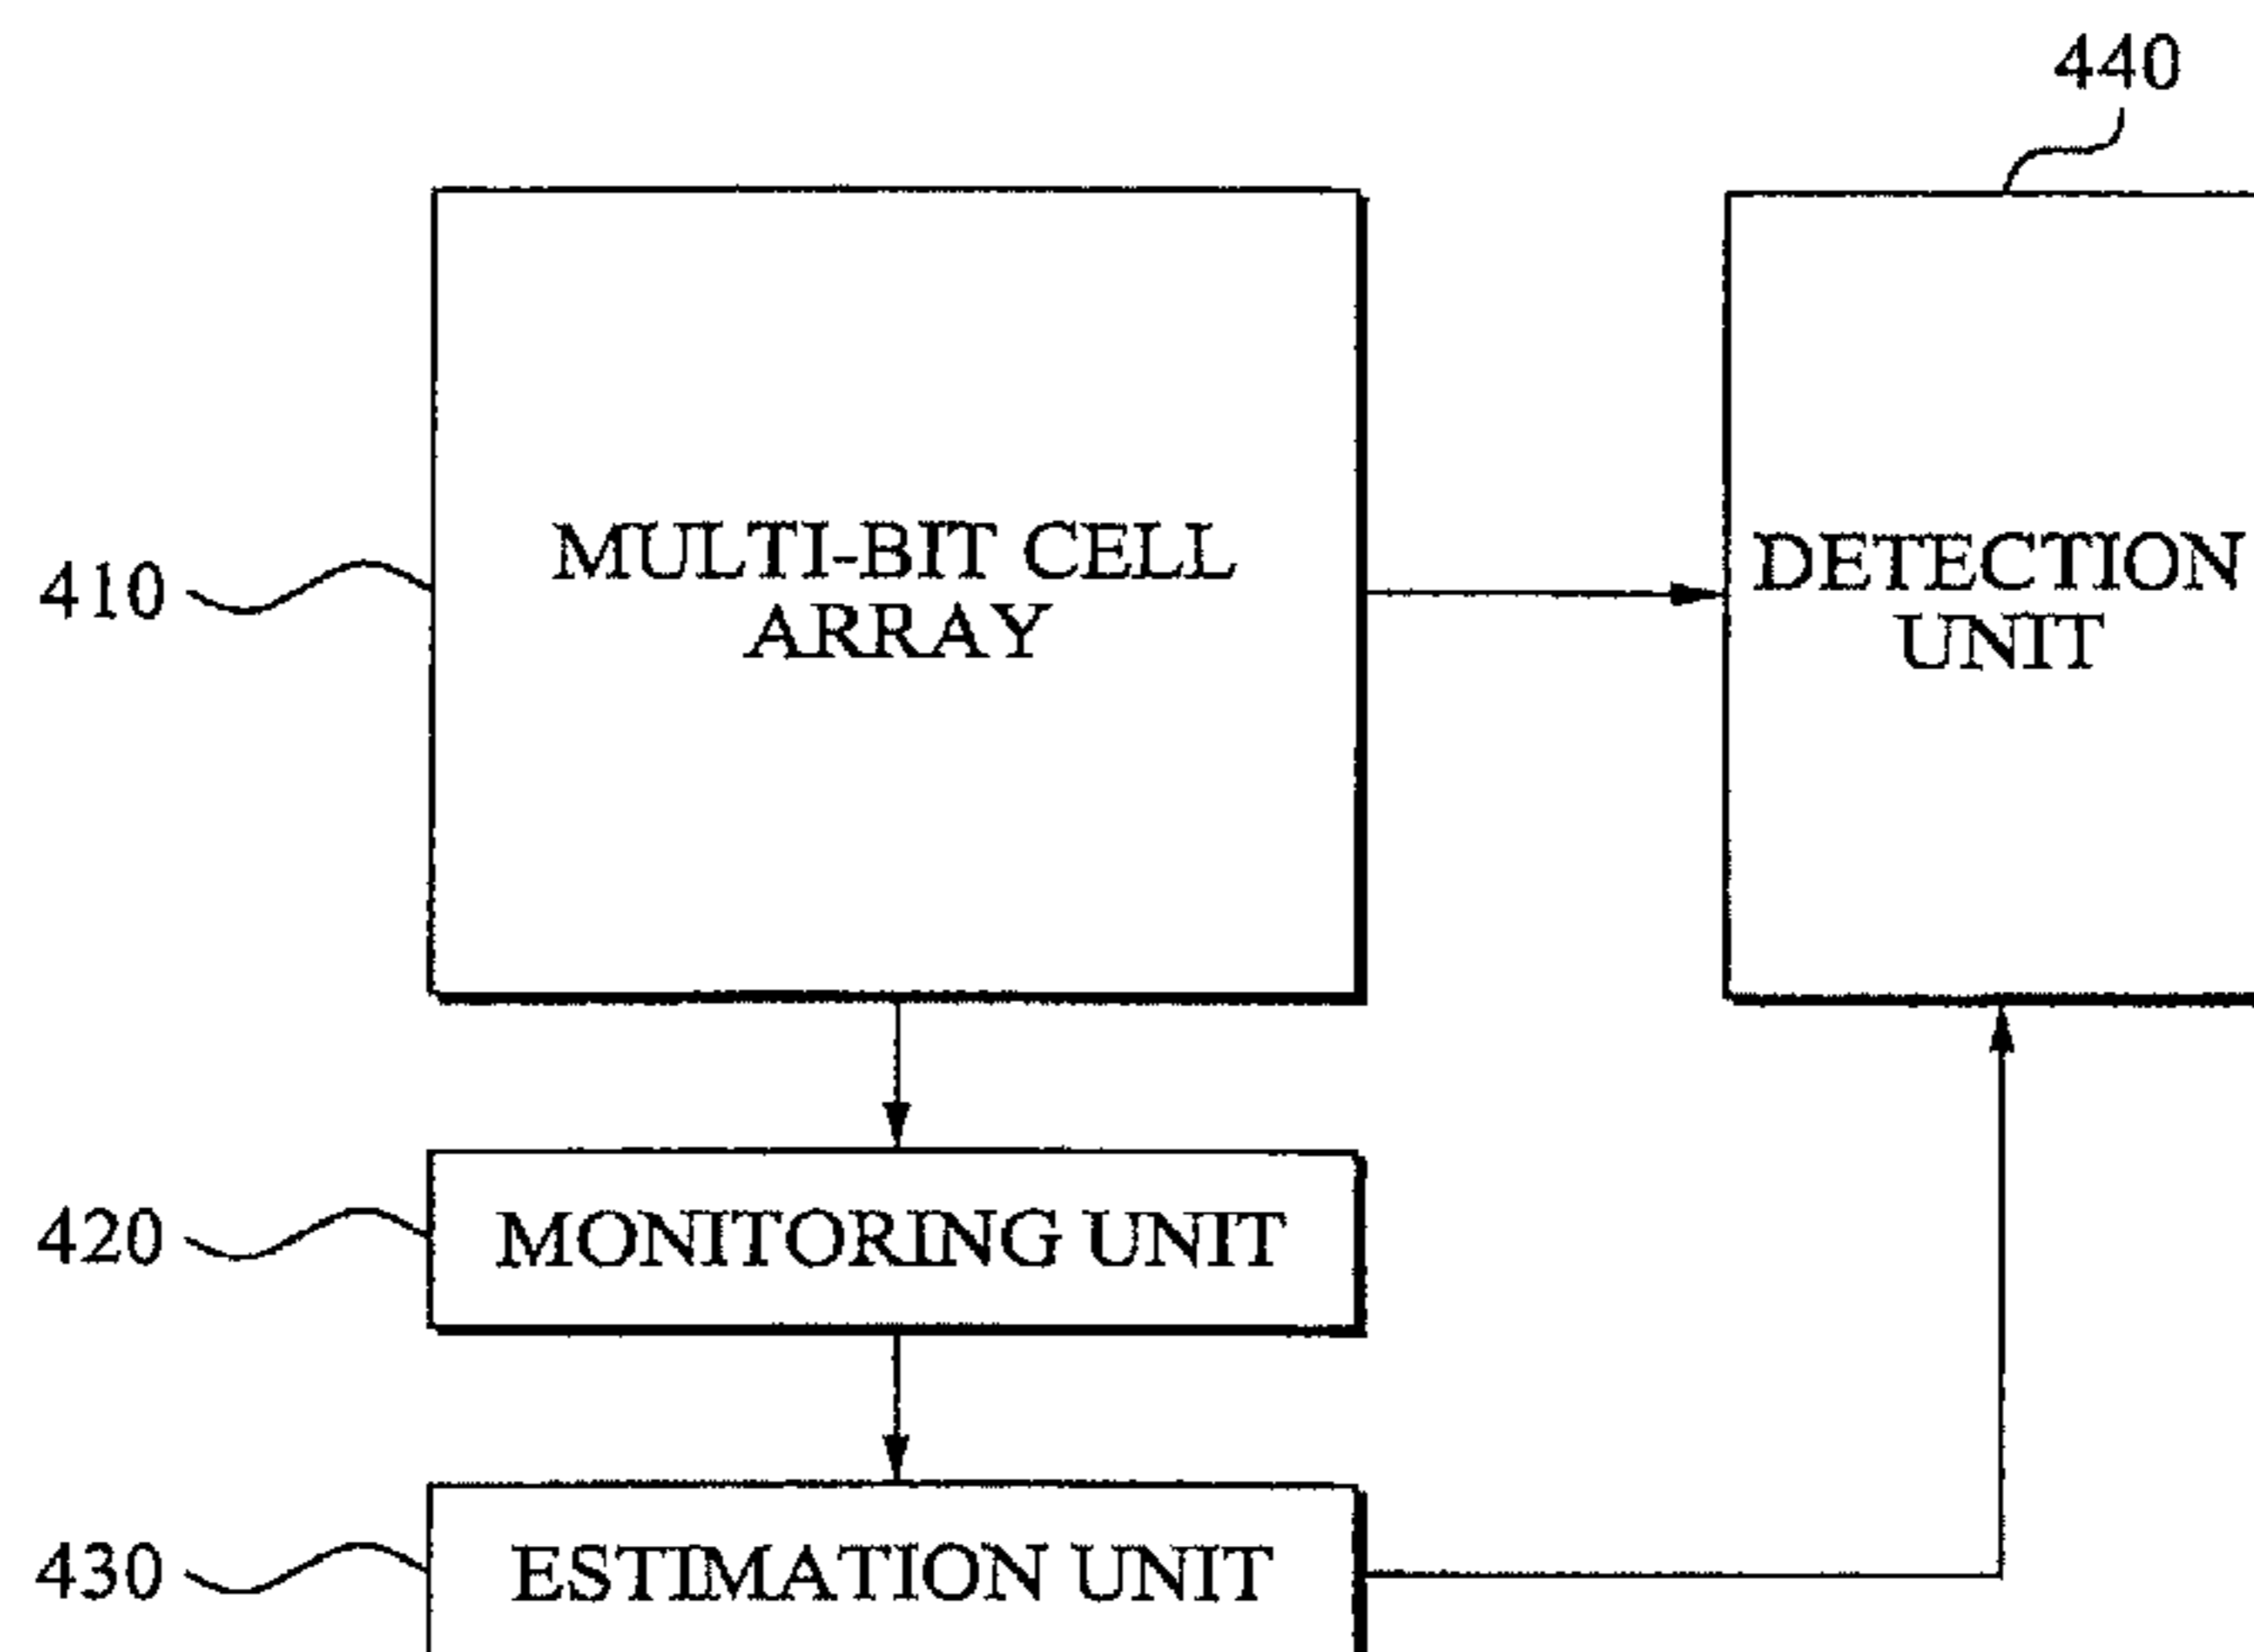 440
410
MULTI-BIT CELL
ARRAY
DETECTION
UNIT
420
MONITORING UNIT
430
ESTIMATION UNIT